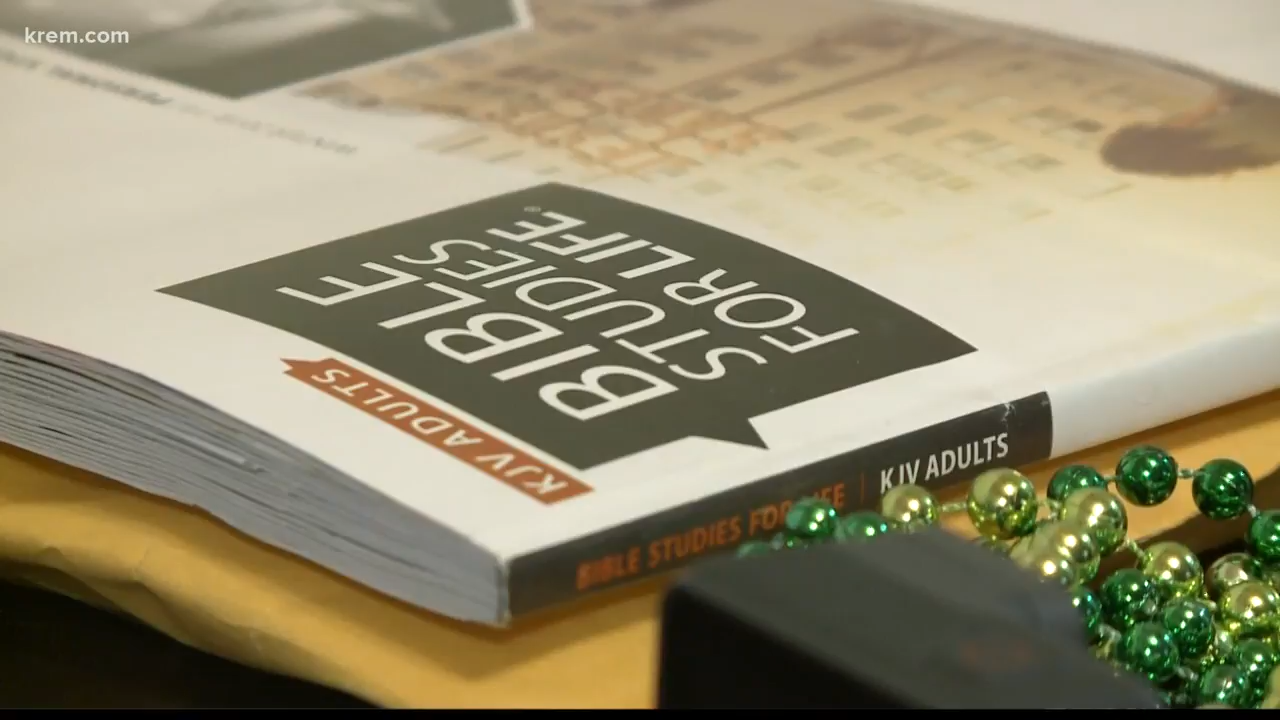 krem.com
BIBLE
STUDIES
FOR LIFE.®
KJV ADULTS
BIBLE STUDIES FOR LIFE | KJV ADULTS